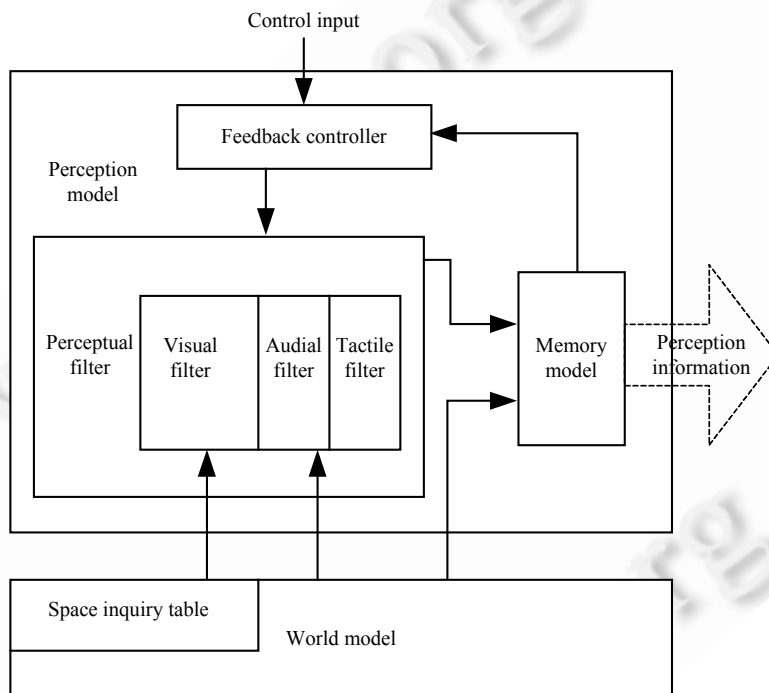 Control input
Feedback controller
Perception
model
Perceptual
filter
Visual
filter
Audial
filter
Tactile
filter
Memory
model
Perception
information
Space inquiry table
World model